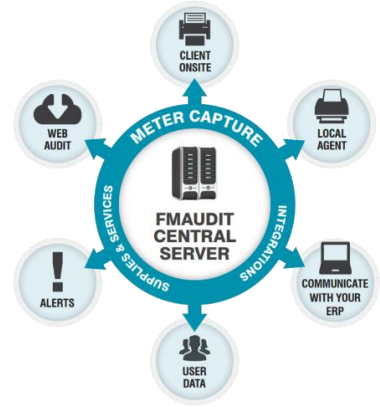 CLIENT
ONSITE
WEB
AUDIT
METER CAPTURE
LOCAL
AGENT
FMAUDIT
CENTRAL
SERVER
SUPPLIES & SERVICES
INTEGRATIONS
ALERTS
COMMUNICATE
WITH YOUR
ERP
USER
DATA